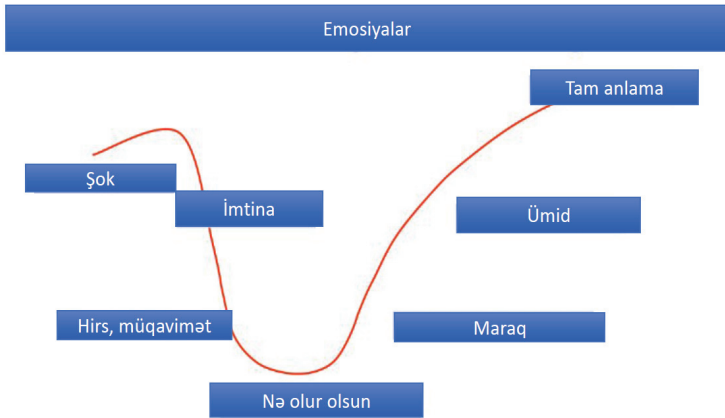 Emosiyalar
Tam anlama
Şok
İmtina
Ümid
Hirs, müqavimət
Maraq
Nə olur olsun